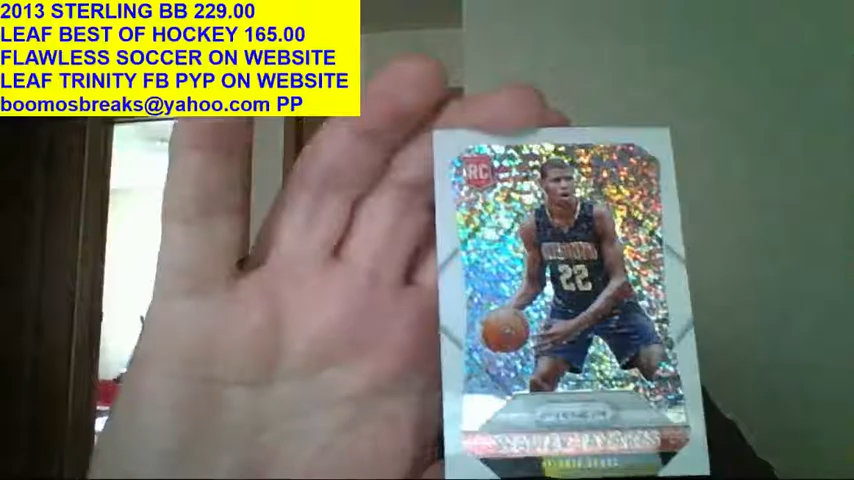 2013 STERLING BB 229.00
LEAF BEST OF HOCKEY 165.00
FLAWLESS SOCCER ON WEBSITE
LEAF TRINITY FB PYP ON WEBSITE
boomosbreaks@yahoo.com PP
RC
22
PRIZM